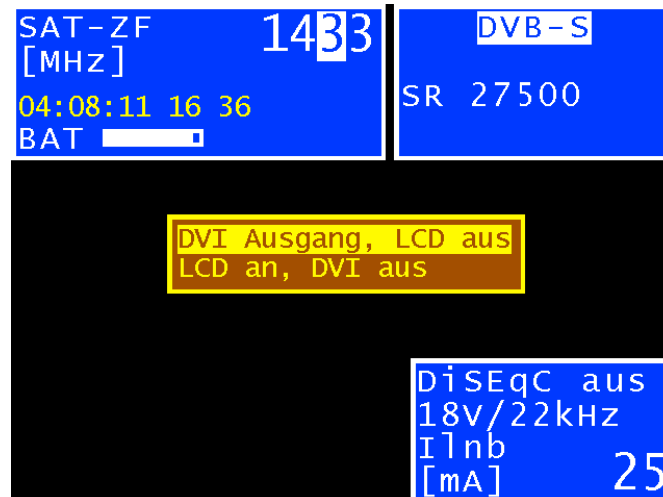 SAT-ZF 1433
[MHz]
04:08:11 16 36
BAT
DVB-S
SR 27500
DVI Ausgang, LCD aus
LCD an, DVI aus
DiSEqC aus
18V/22kHz
Ilnb
[mA] 25